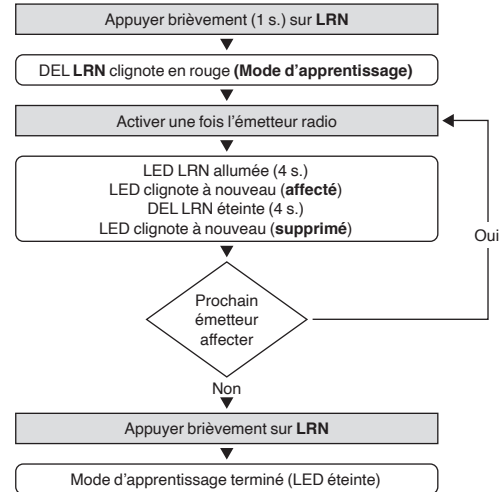 Appuyer brièvement (1 s.) sur LRN
DEL LRN clignote en rouge (Mode d'apprentissage)
Activer une fois l'émetteur radio
LED LRN allumée (4 s.)
LED clignote à nouveau (affecté)
DEL LRN éteinte (4 s.)
LED clignote à nouveau (supprimé)
Oui
Prochain
émetteur
affecter
Non
Appuyer brièvement sur LRN
Mode d'apprentissage terminé (LED éteinte)